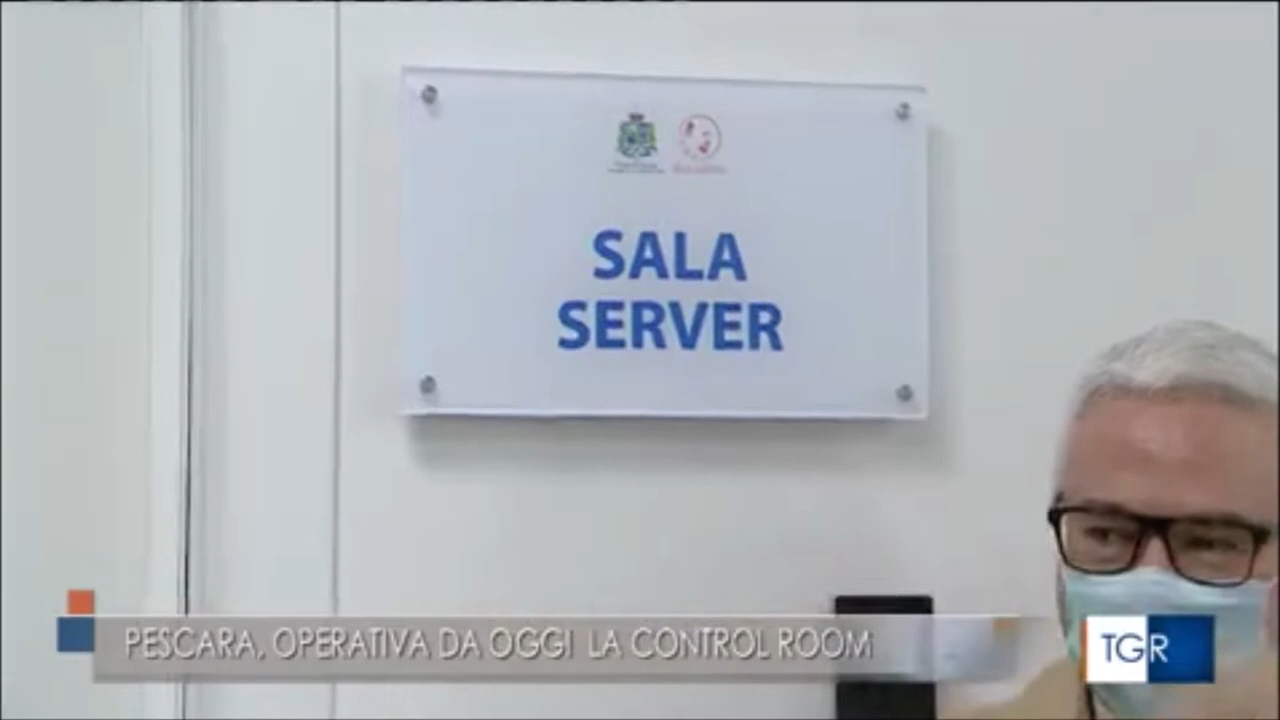 SALA
SERVER
PESCARA, OPERATIVA DA OGGI LA CONTROL ROOM
TGR